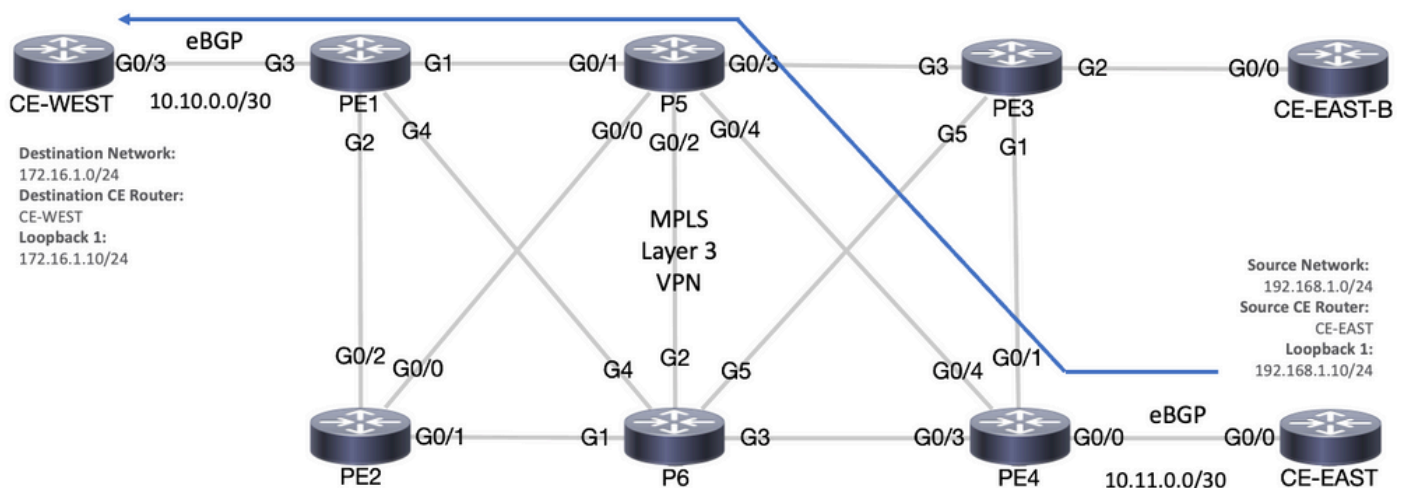 eBGP
G0/3
G3
G1
G0/1
G0/3
G3
G2
G0/0
CE-WEST
10.10.0.0/30
PE1
P5
PE3
CE-EAST-B
G2
G4
G0/0
G0/2
G0/4
G5
G1
Destination Network:
172.16.1.0/24
Destination CE Router:
CE-WEST
Loopback 1:
172.16.1.10/24
MPLS
Layer 3
VPN
Source Network:
192.168.1.0/24
Source CE Router:
CE-EAST
Loopback 1:
192.168.1.10/24
G0/2
G0/0
G4
G2
G5
G0/4
G0/1
eBGP
G0/1
G1
G3
G0/3
G0/0
G0/0
PE2
P6
PE4
10.11.0.0/30
CE-EAST